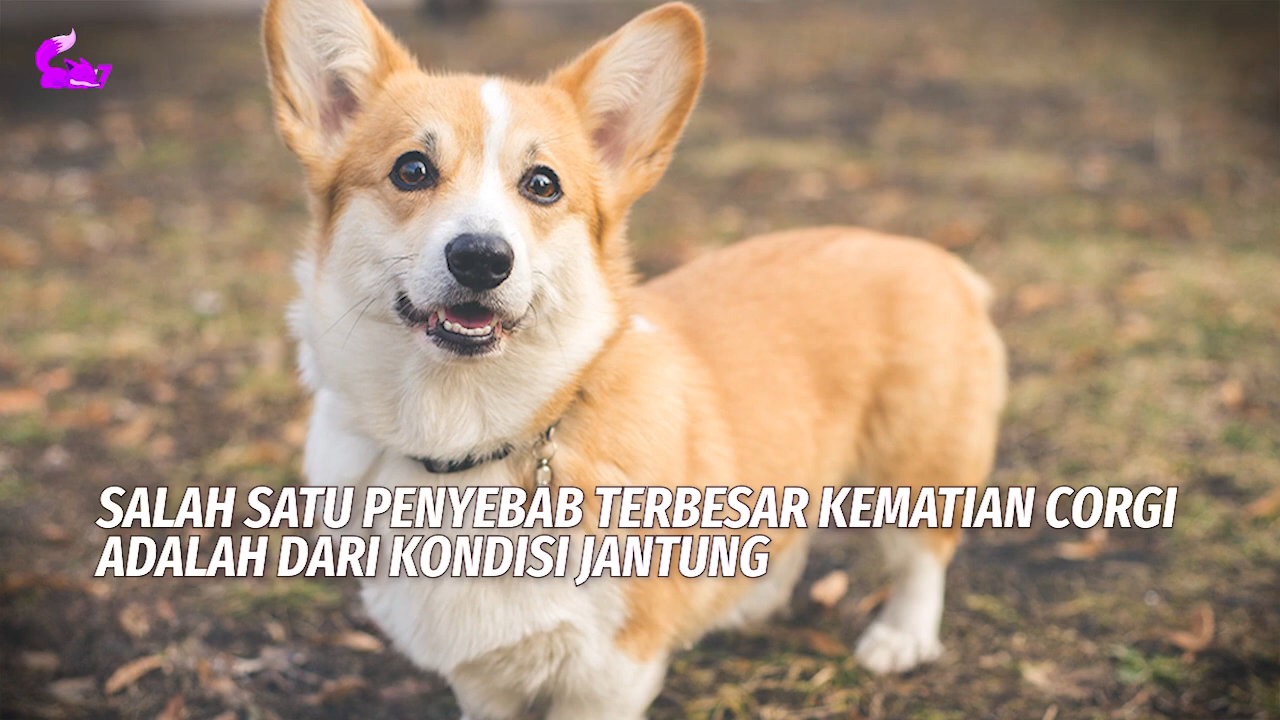 SALAH SATU PENYEBAB TERBESAR KEMATIAN CORGI
ADALAH DARI KONDISI JANTUNG